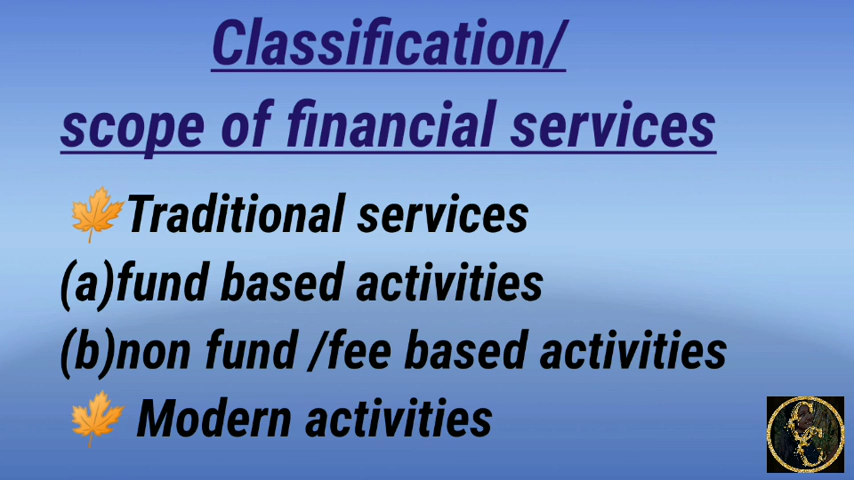 Classification/
scope of financial services
🍁Traditional services
(a)fund based activities
(b)non fund /fee based activities
🍁 Modern activities